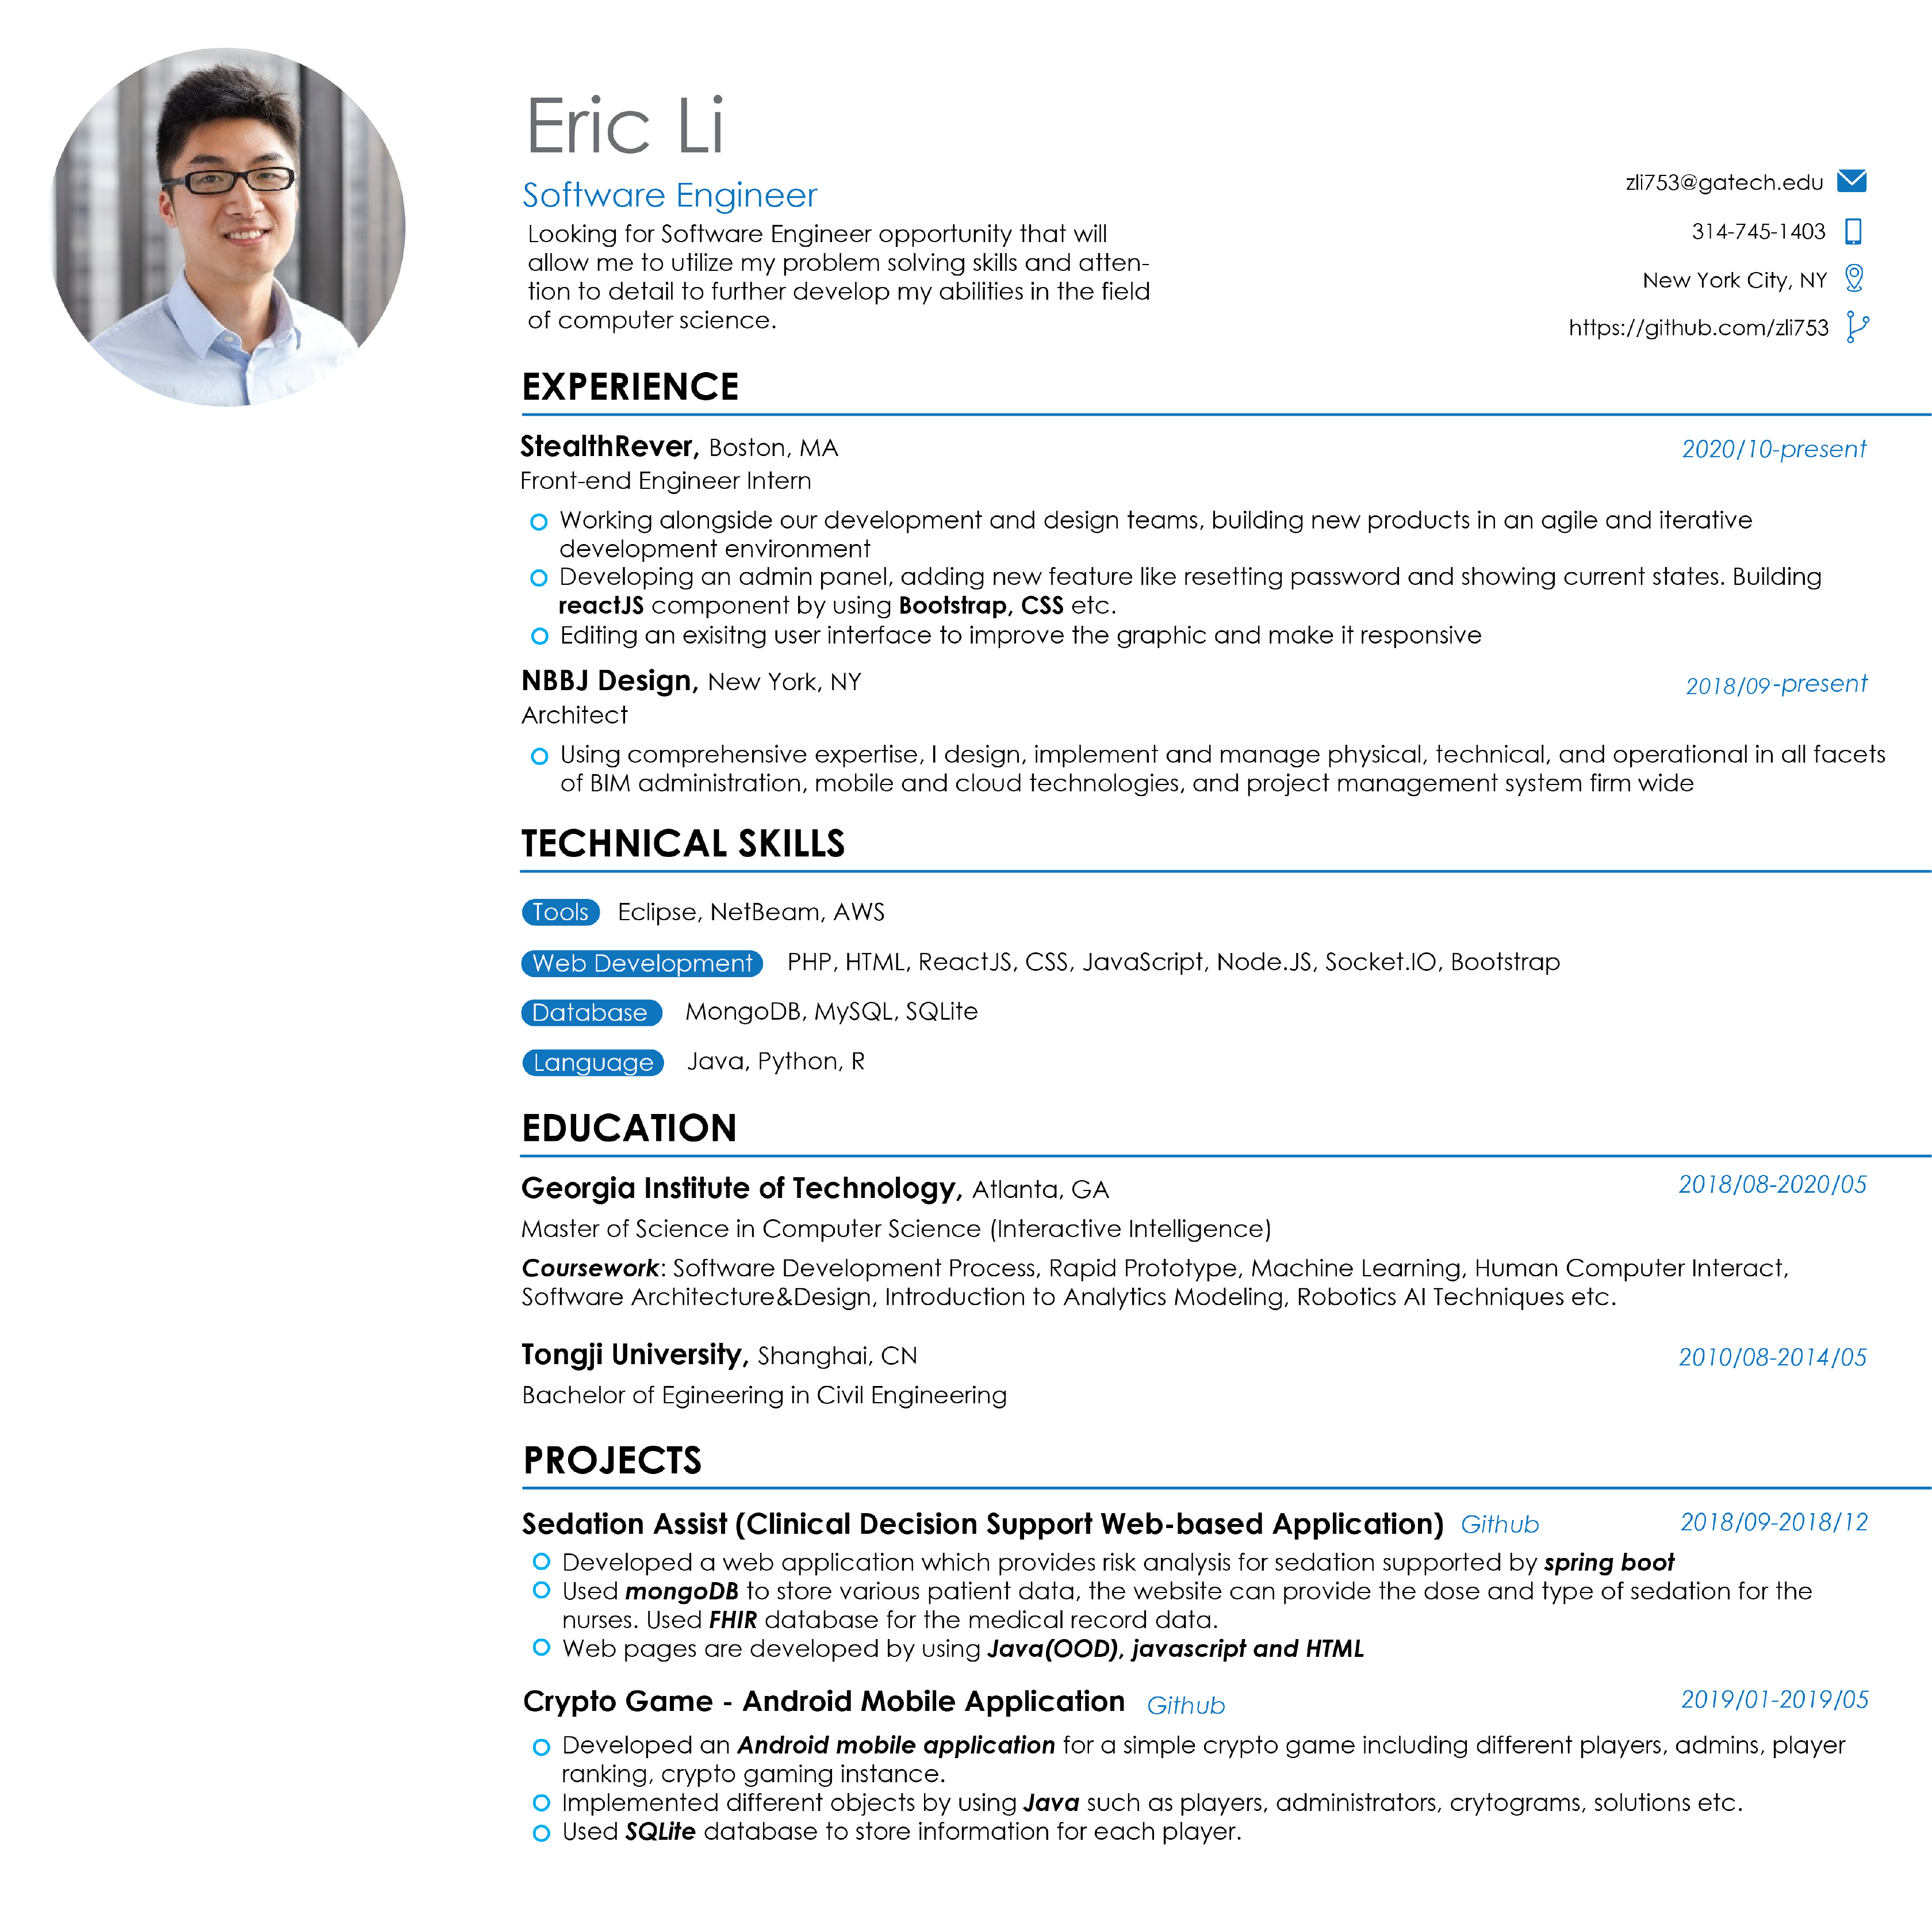 Eric Li
Software Engineer
Looking for Software Engineer opportunity that will
allow me to utilize my problem solving skills and atten-
tion to detail to further develop my abilities in the field
of computer science.
zli753@gatech.edu
314-745-1403
New York City, NY
https://github.com/zli753
EXPERIENCE
StealthRever, Boston, MA 2020/10-present
Front-end Engineer Intern
Working alongside our development and design teams, building new products in an agile and iterative
development environment
Developing an admin panel, adding new feature like resetting password and showing current states. Building
reactJS component by using Bootstrap, CSS etc.
Editing an exisitng user interface to improve the graphic and make it responsive
NBBJ Design, New York, NY 2018/09-present
Architect
Using comprehensive expertise, I design, implement and manage physical, technical, and operational in all facets
of BIM administration, mobile and cloud technologies, and project management system firm wide
TECHNICAL SKILLS
Tools Eclipse, NetBeam, AWS
Web Development PHP, HTML, ReactJS, CSS, JavaScript, Node.JS, Socket.IO, Bootstrap
Database MongoDB, MySQL, SQLite
Language Java, Python, R
EDUCATION
Georgia Institute of Technology, Atlanta, GA 2018/08-2020/05
Master of Science in Computer Science (Interactive Intelligence)
Coursework: Software Development Process, Rapid Prototype, Machine Learning, Human Computer Interact,
Software Architecture&Design, Introduction to Analytics Modeling, Robotics AI Techniques etc.
Tongji University, Shanghai, CN 2010/08-2014/05
Bachelor of Egineering in Civil Engineering
PROJECTS
Sedation Assist (Clinical Decision Support Web-based Application) Github 2018/09-2018/12
Developed a web application which provides risk analysis for sedation supported by spring boot
Used mongoDB to store various patient data, the website can provide the dose and type of sedation for the
nurses. Used FHIR database for the medical record data.
Web pages are developed by using Java(OOD), javascript and HTML
Crypto Game - Android Mobile Application Github 2019/01-2019/05
Developed an Android mobile application for a simple crypto game including different players, admins, player
ranking, crypto gaming instance.
Implemented different objects by using Java such as players, administrators, crytograms, solutions etc.
Used SQLite database to store information for each player.